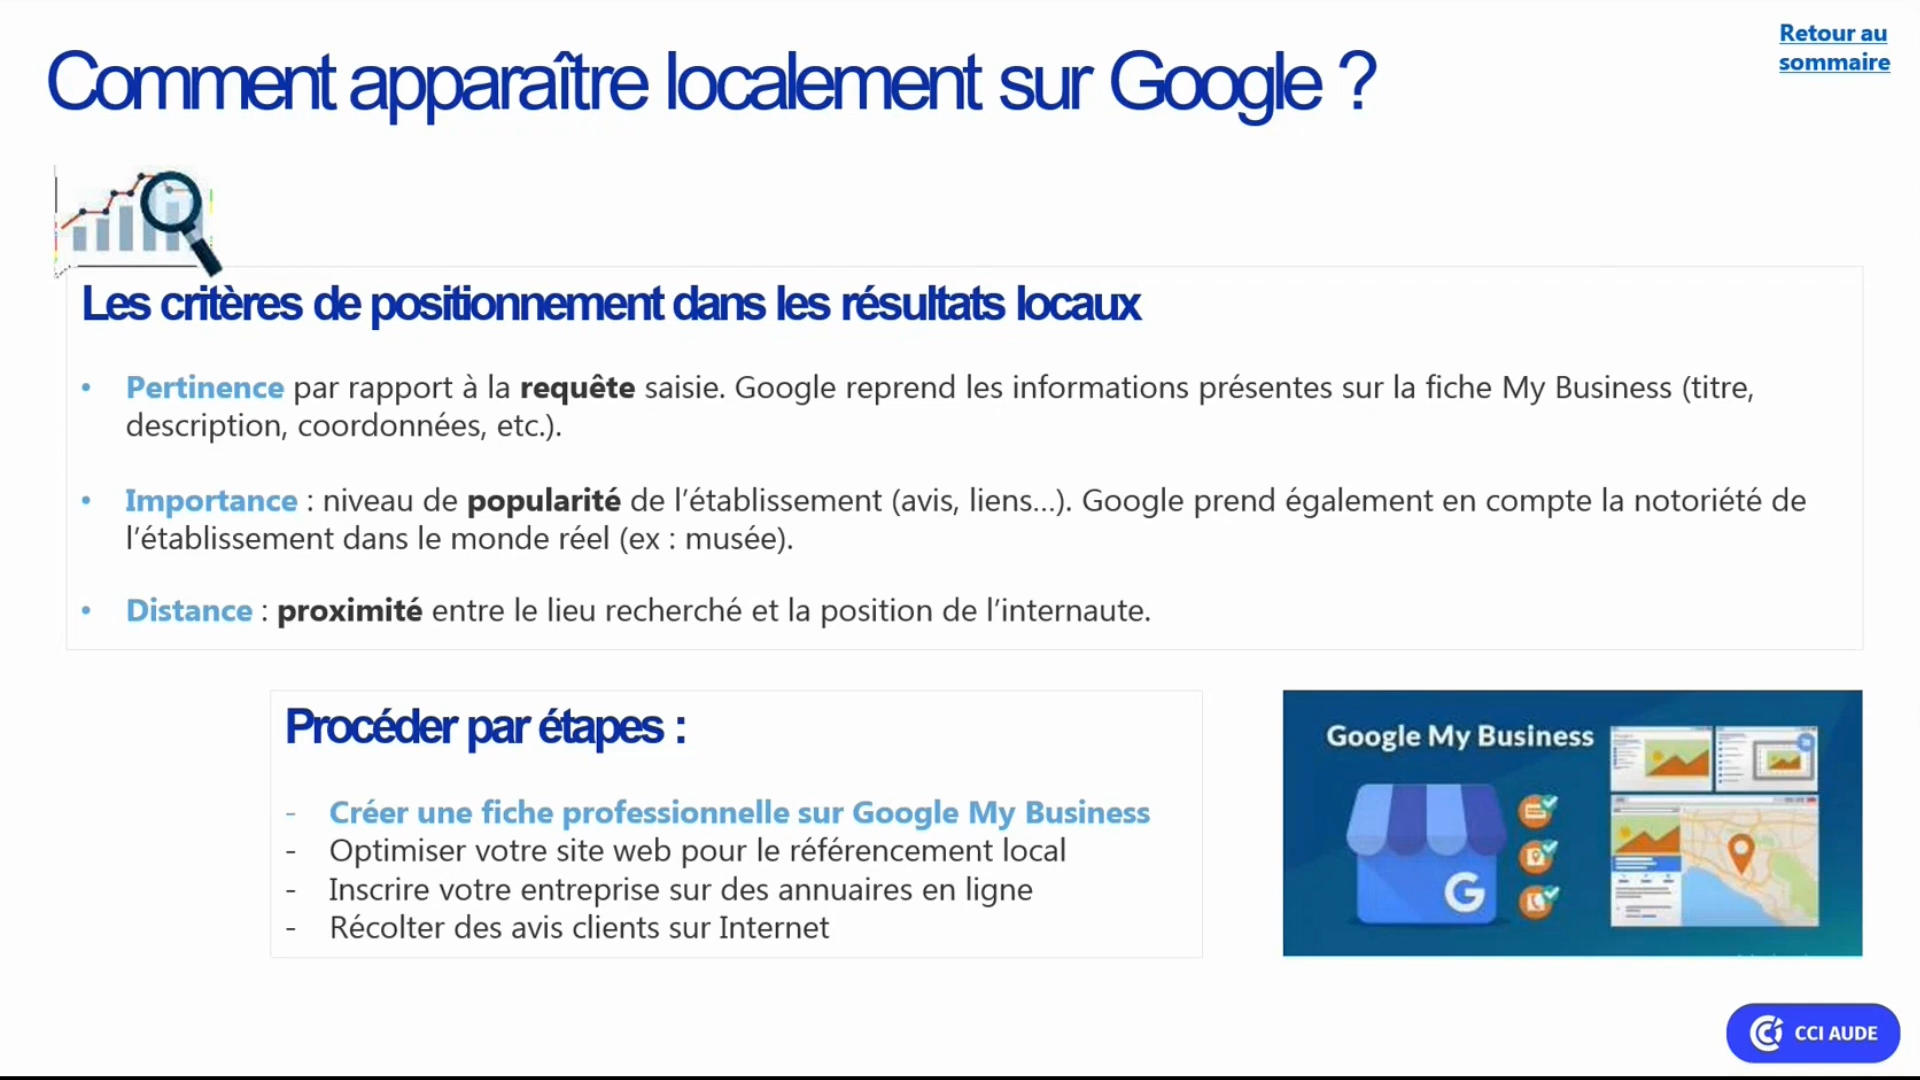 Retour au
sommaire
Comment apparaître localement sur Google ?
Les critères de positionnement dans les résultats locaux
• Pertinence par rapport à la requête saisie. Google reprend les informations présentes sur la fiche My Business (titre,
description, coordonnées, etc.).
• Importance : niveau de popularité de l’établissement (avis, liens...). Google prend également en compte la notoriété de
l’établissement dans le monde réel (ex : musée).
• Distance : proximité entre le lieu recherché et la position de l’internaute.
Procéder par étapes :
- Créer une fiche professionnelle sur Google My Business
- Optimiser votre site web pour le référencement local
- Inscrire votre entreprise sur des annuaires en ligne
- Récolter des avis clients sur Internet
Google My Business
G
CCI AUDE